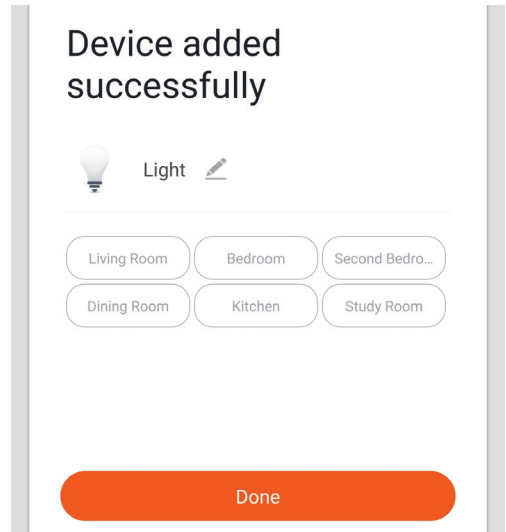 Device added
successfully
Light
Living Room Bedroom Second Bedro...
Dining Room Kitchen Study Room
Done